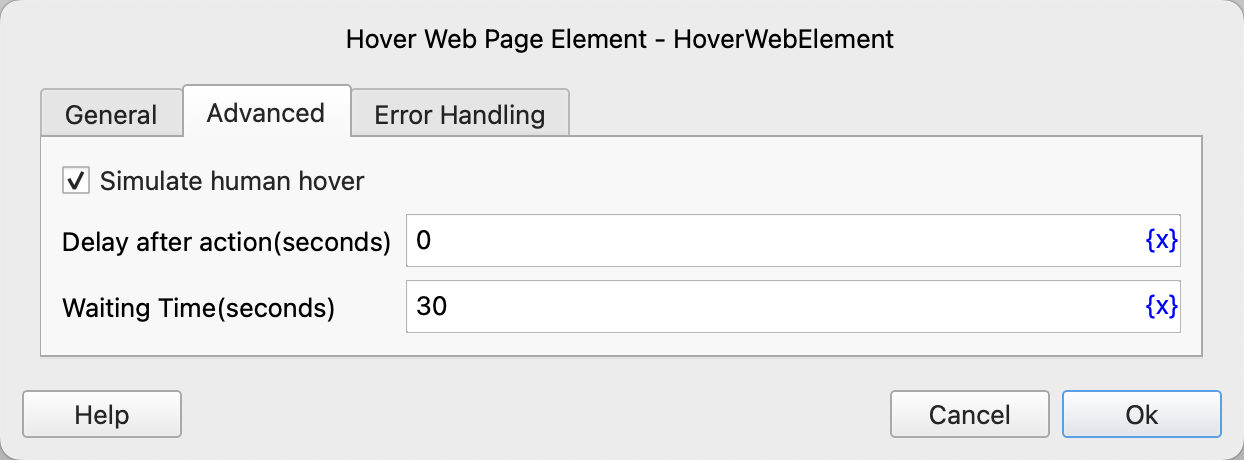 Hover Web Page Element - HoverWebElement
General Advanced Error Handling
Simulate human hover
Delay after action(seconds) 0 {x}
Waiting Time(seconds) 30 {x}
Help Cancel Ok